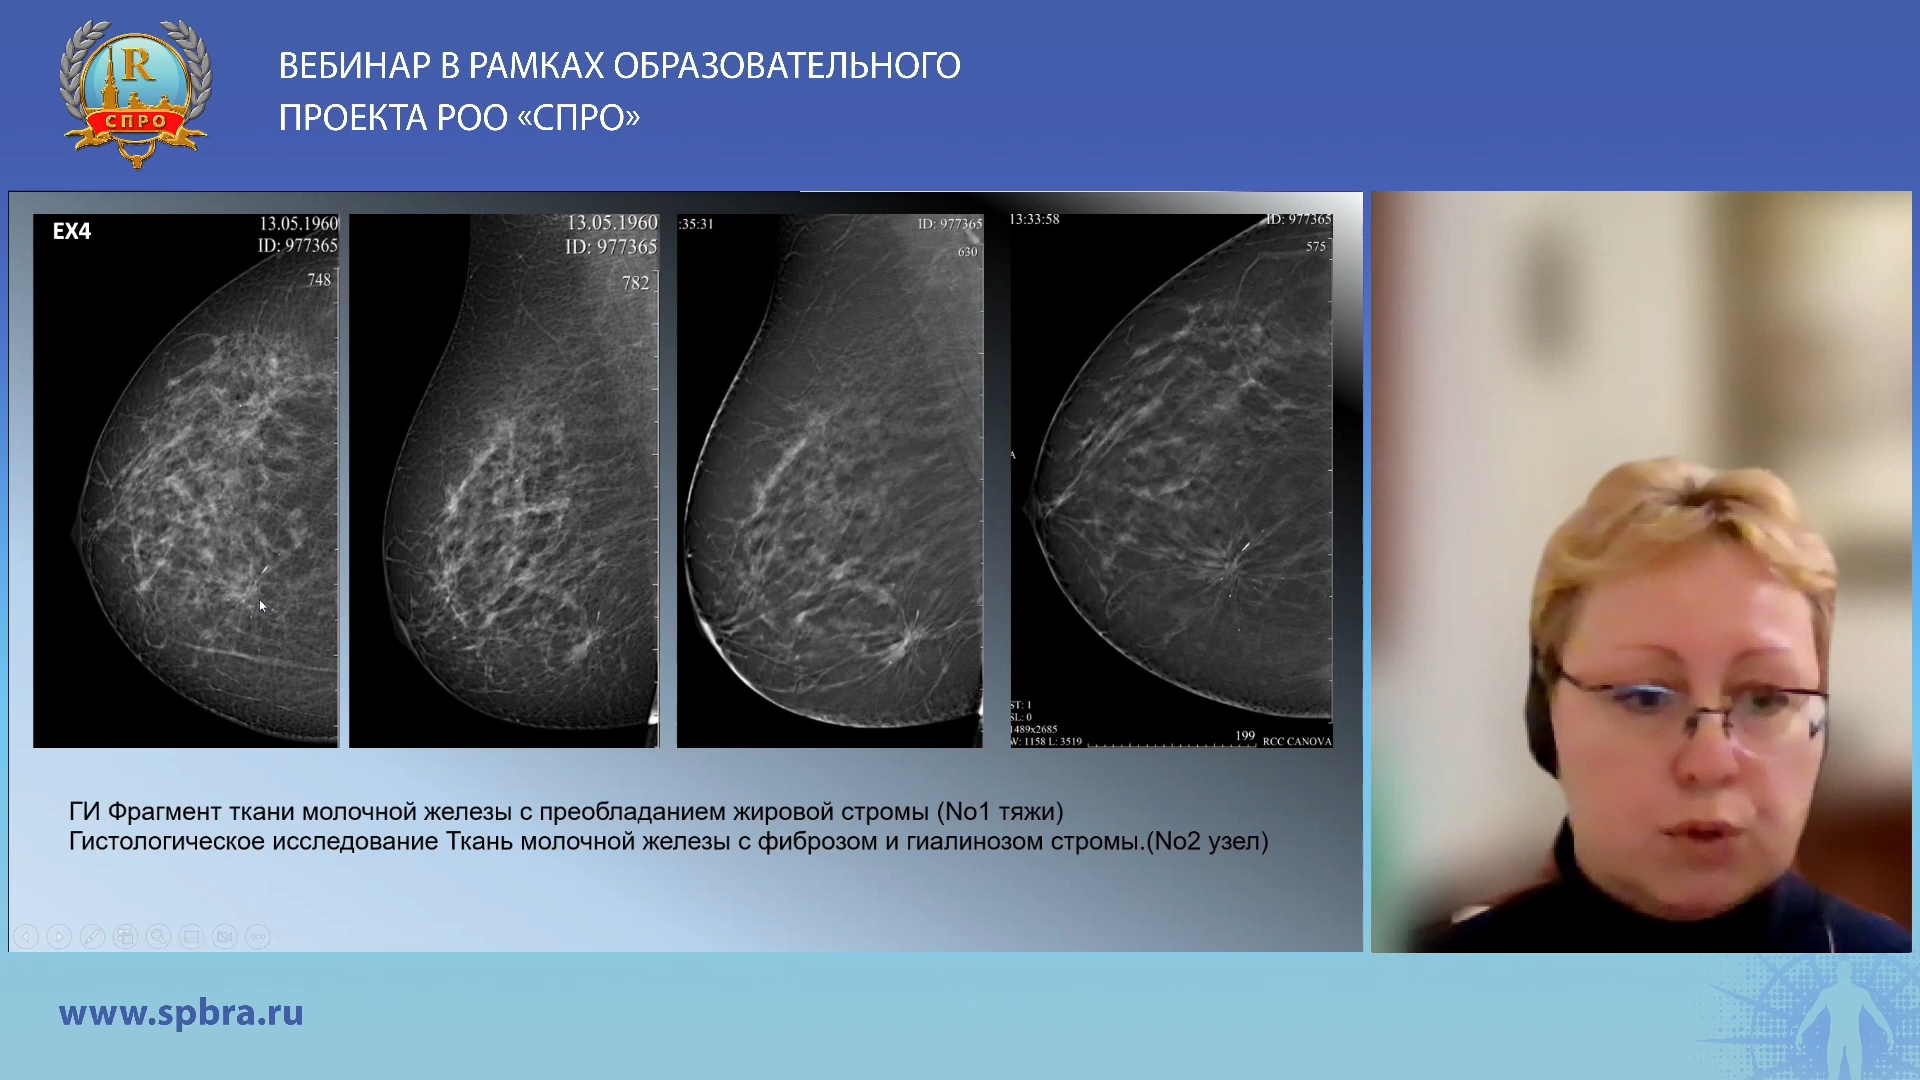 R
СПРО
ВЕБИНАР В РАМКАХ ОБРАЗОВАТЕЛЬНОГО
ПРОЕКТА РОО «СПРО»
EX4
13.05.1960
ID: 977365
748
13.05.1960
ID: 977365
782
:35:31
ID: 977365
630
13:33:58
ID: 977365
575
A
ST: 1
SL: 0
1489x2685
W: 1158 L: 3519
199
RCC CANOVA
ГИ Фрагмент ткани молочной железы с преобладанием жировой стромы (No1 тяжи)
Гистологическое исследование Ткань молочной железы с фиброзом и гиалинозом стромы.(No2 узел)
www.spbra.ru